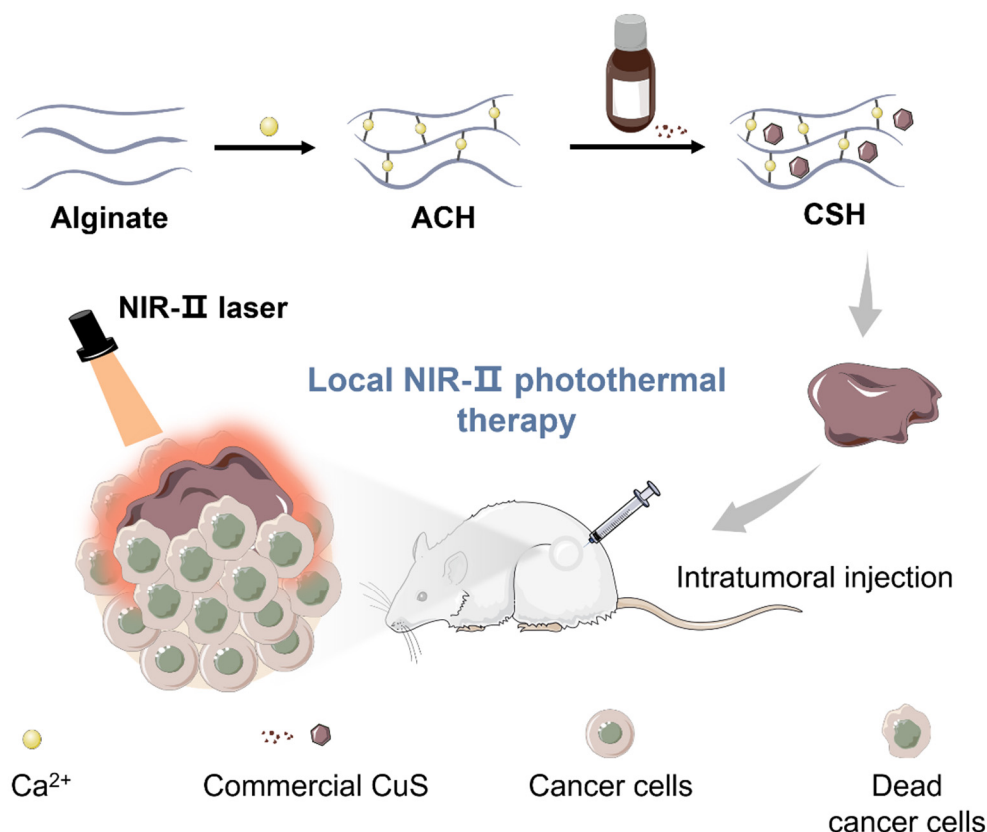 Alginate
ACH
CSH
NIR-Ⅱ laser
Local NIR-Ⅱ photothermal
therapy
Intratumoral injection
Ca²⁺
Commercial CuS
Cancer cells
Dead
cancer cells